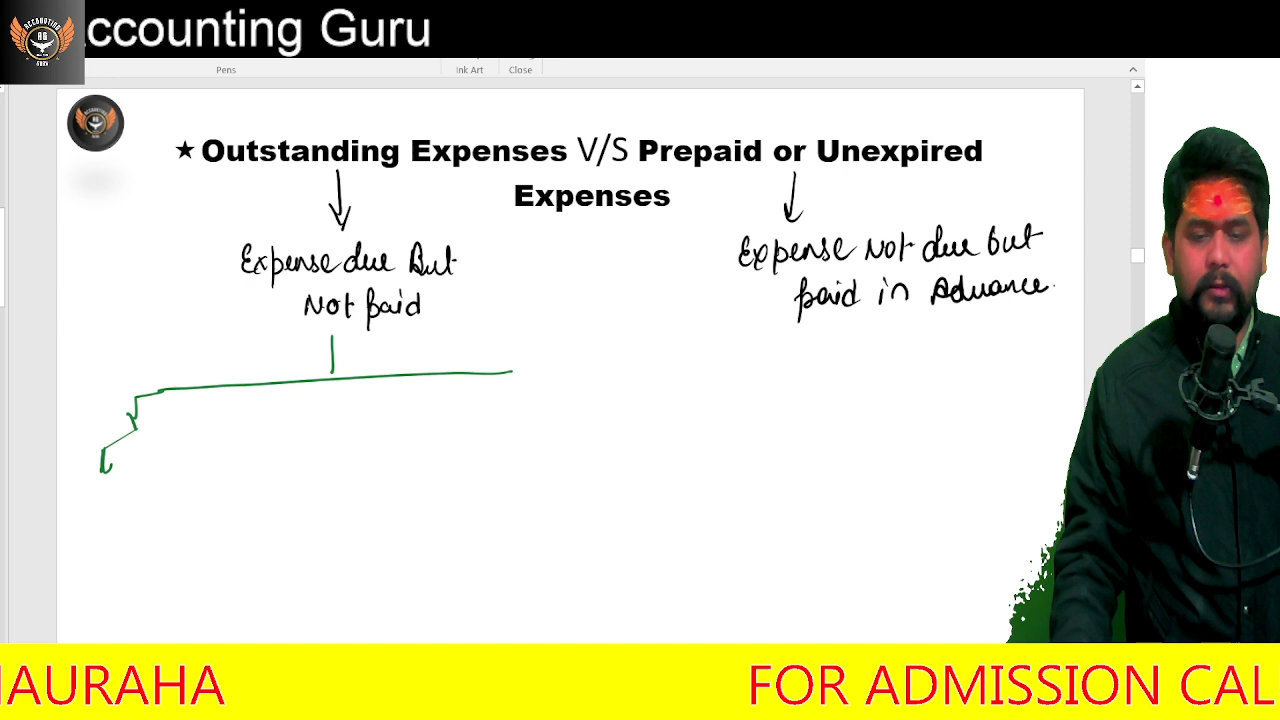 ccounting Guru
Pens
Ink Art
Close
★ Outstanding Expenses V/S Prepaid or Unexpired
Expenses
Expense due But
Not paid
Expense Not due but
paid in Advance.
HAURAHA
FOR ADMISSION CAL